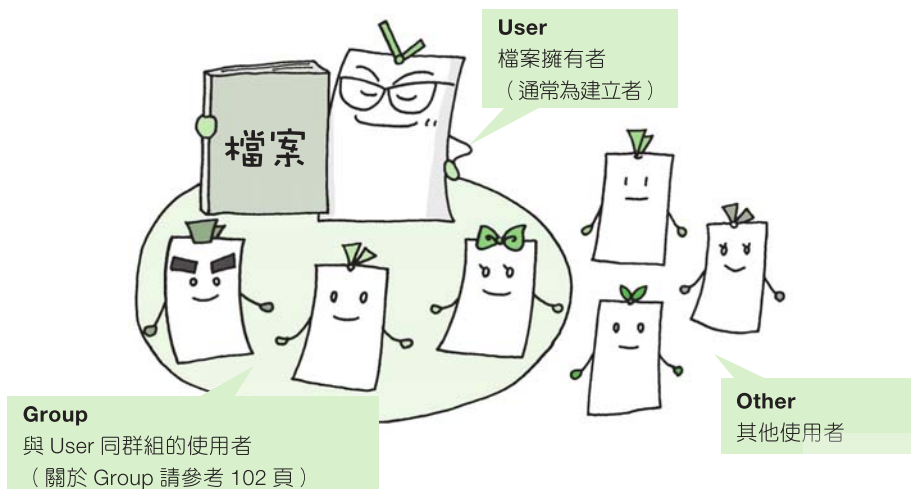 User
檔案擁有者
（通常為建立者）
檔案
Group
與 User 同群組的使用者
（關於 Group 請參考 102 頁）
Other
其他使用者